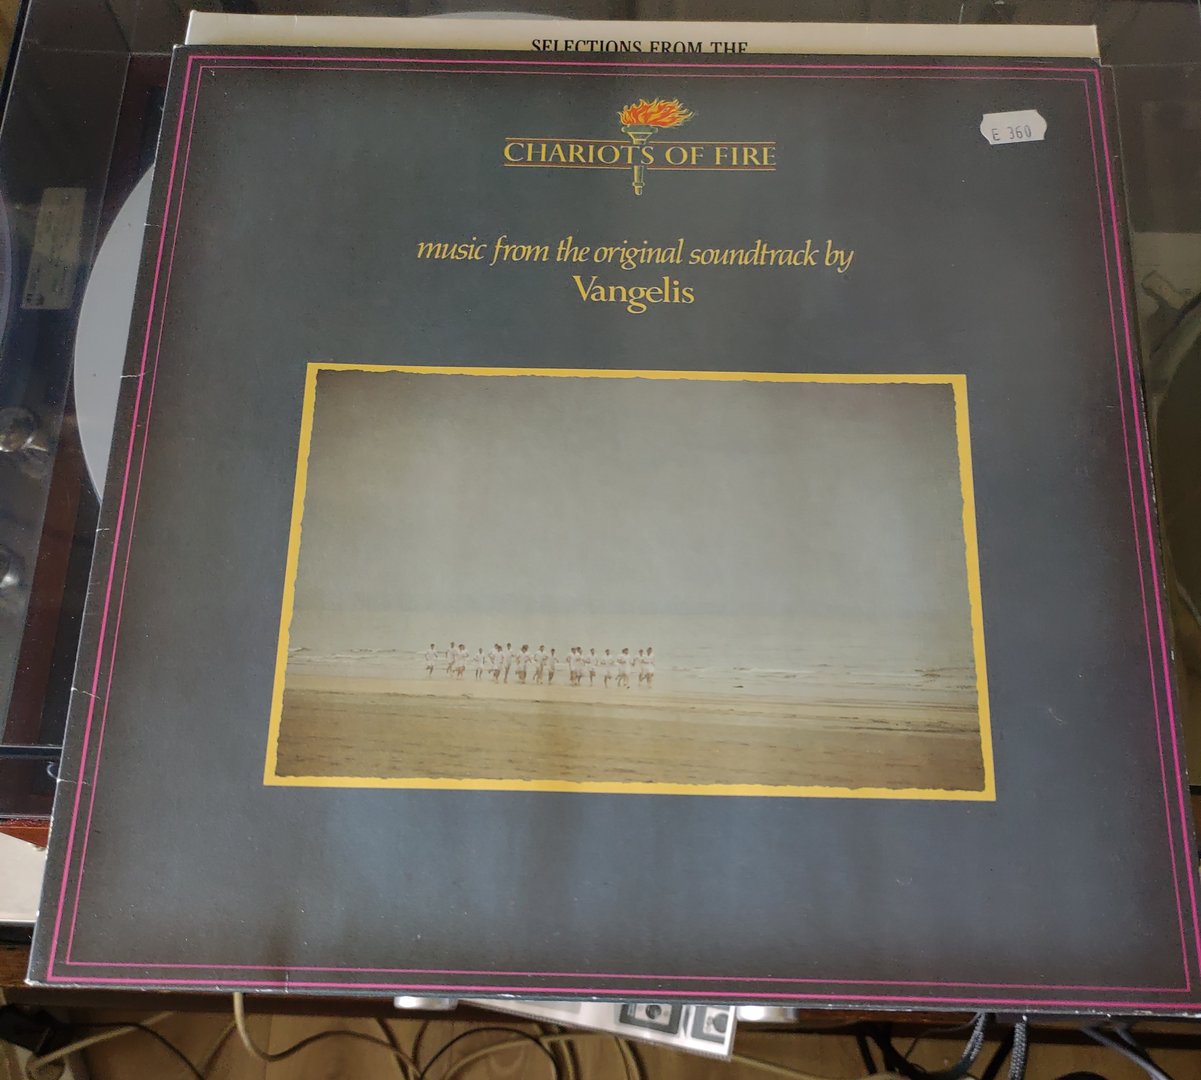 SELECTIONS FROM THE
CHARIOTS OF FIRE
E 360
music from the original soundtrack by
Vangelis